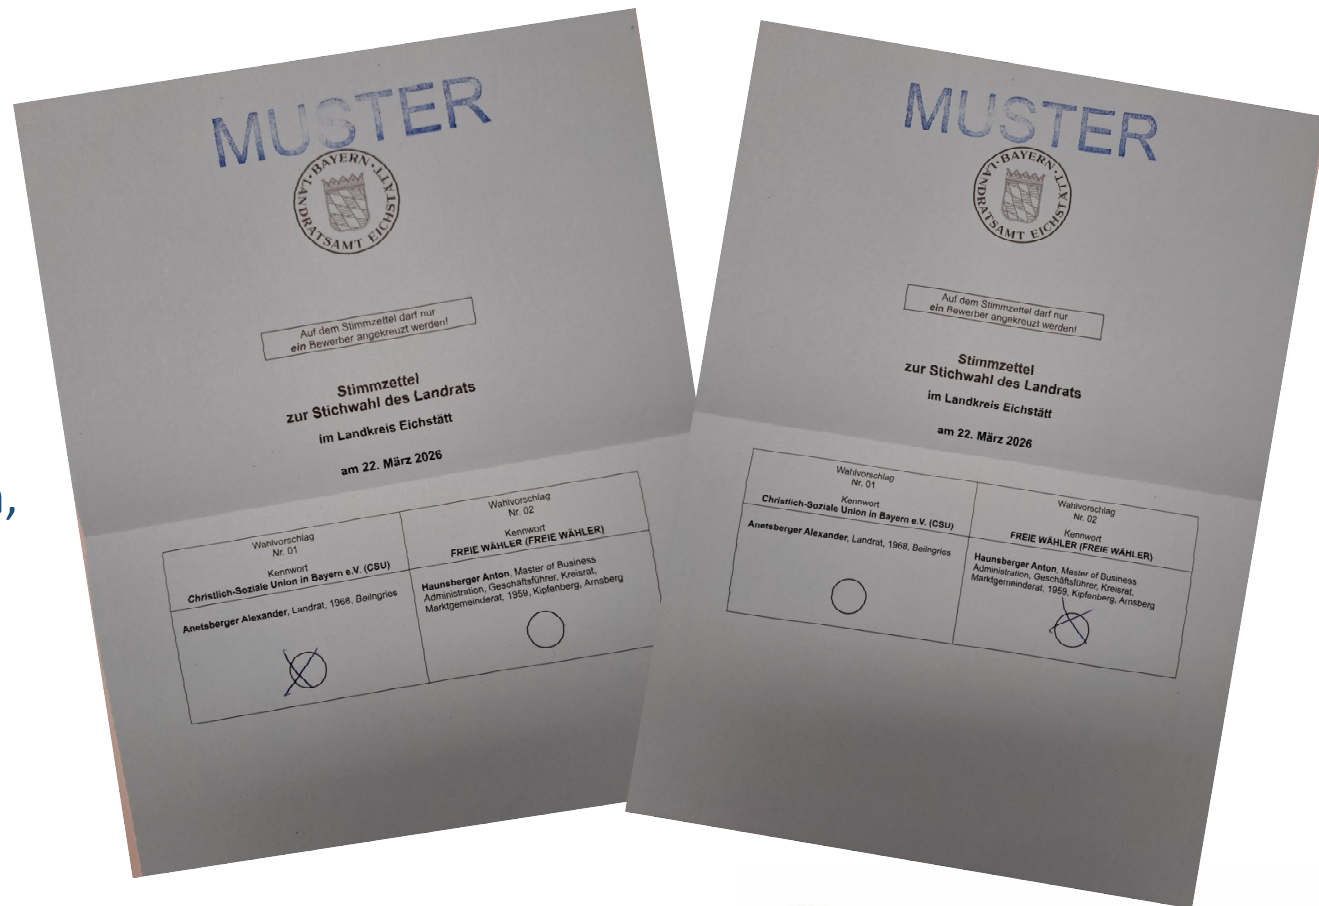 MUSTER
BAYERN · LANDRATSAMT EICHSTÄTT ·
Auf dem Stimmzettel darf nur
ein Bewerber angekreuzt werden!
Stimmzettel
zur Stichwahl des Landrats
im Landkreis Eichstätt
am 22. März 2026
Wahlvorschlag
Nr. 01
Kennwort
Christlich-Soziale Union in Bayern e.V. (CSU)
Anetsberger Alexander, Landrat, 1968, Beilngries
Wahlvorschlag
Nr. 02
Kennwort
FREIE WÄHLER (FREIE WÄHLER)
Haunsberger Anton, Master of Business
Administration, Geschäftsführer, Kreisrat,
Marktgemeinderat, 1959, Kipfenberg, Arnsberg
MUSTER
BAYERN · LANDRATSAMT EICHSTÄTT ·
Auf dem Stimmzettel darf nur
ein Bewerber angekreuzt werden!
Stimmzettel
zur Stichwahl des Landrats
im Landkreis Eichstätt
am 22. März 2026
Wahlvorschlag
Nr. 01
Kennwort
Christlich-Soziale Union in Bayern e.V. (CSU)
Anetsberger Alexander, Landrat, 1968, Beilngries
Wahlvorschlag
Nr. 02
Kennwort
FREIE WÄHLER (FREIE WÄHLER)
Haunsberger Anton, Master of Business
Administration, Geschäftsführer, Kreisrat,
Marktgemeinderat, 1959, Kipfenberg, Arnsberg